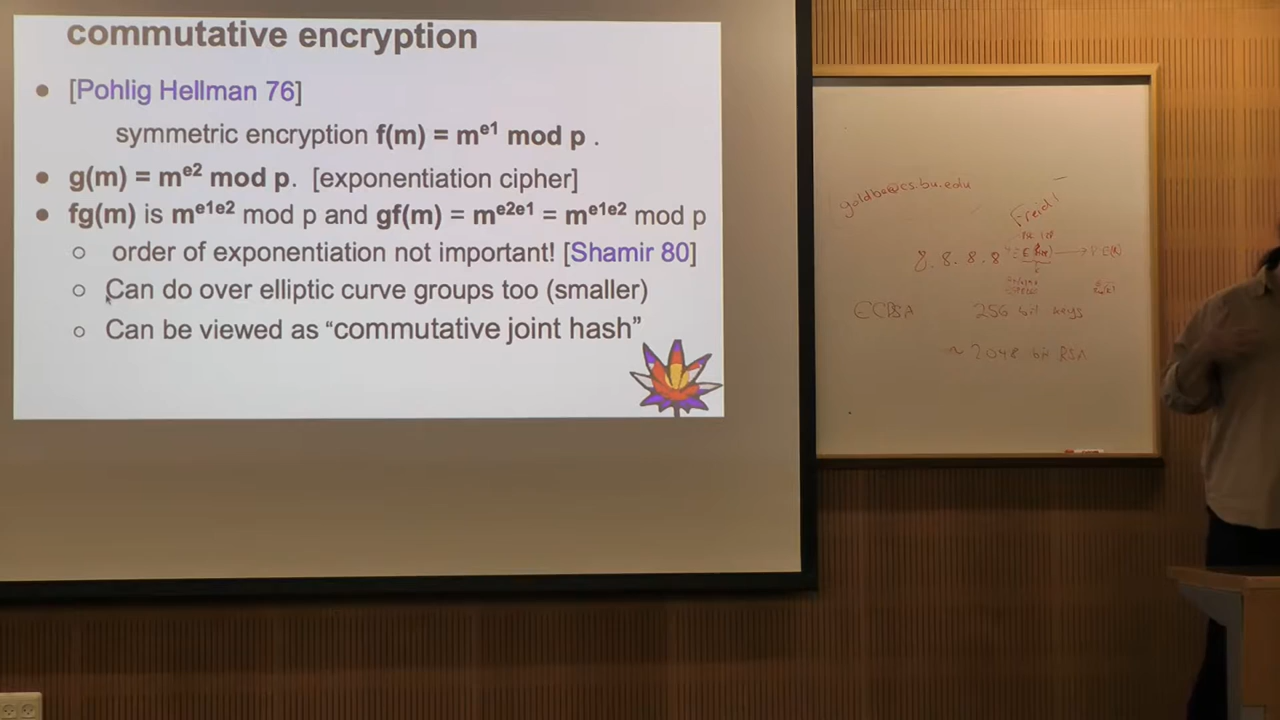 commutative encryption
● [Pohlig Hellman 76]
symmetric encryption f(m) = m^e1 mod p .
● g(m) = m^e2 mod p. [exponentiation cipher]
● fg(m) is m^e1e2 mod p and gf(m) = m^e2e1 = m^e1e2 mod p
○ order of exponentiation not important! [Shamir 80]
○ Can do over elliptic curve groups too (smaller)
○ Can be viewed as “commutative joint hash”
goldbe@cs.bu.edu
8.8.8.8
256 bit keys
~ 2048 bit RSA